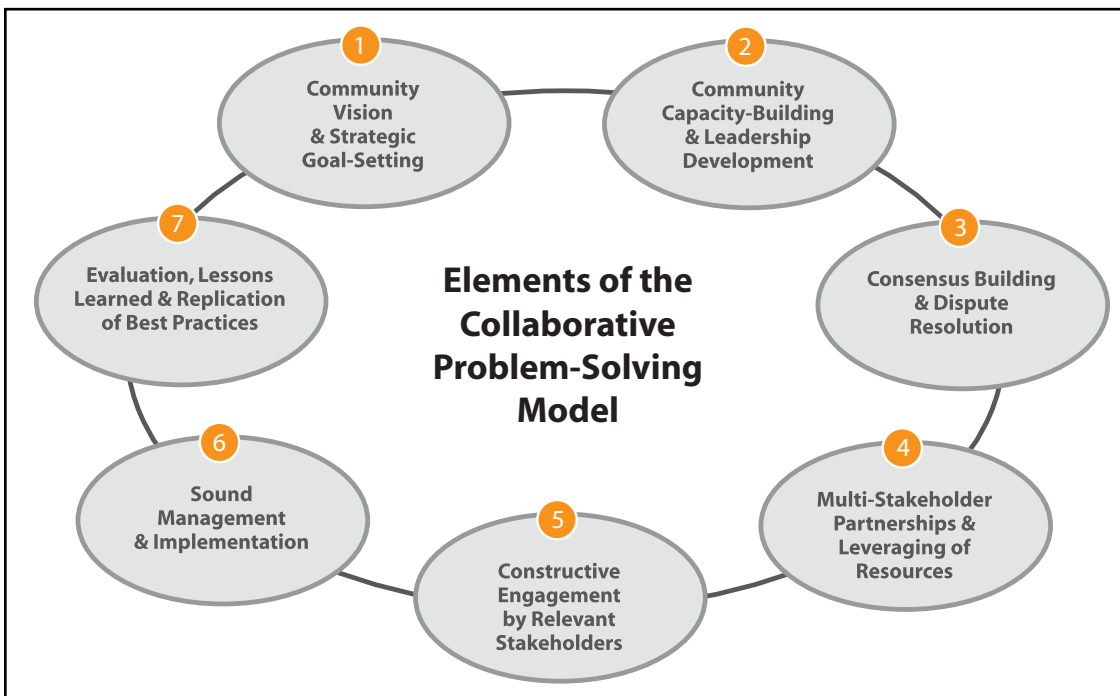 1
Community
Vision
& Strategic
Goal-Setting
2
Community
Capacity-Building
& Leadership
Development
3
Consensus Building
& Dispute
Resolution
4
Multi-Stakeholder
Partnerships &
Leveraging of
Resources
5
Constructive
Engagement
by Relevant
Stakeholders
6
Sound
Management
& Implementation
7
Evaluation, Lessons
Learned & Replication
of Best Practices
Elements of the
Collaborative
Problem-Solving
Model